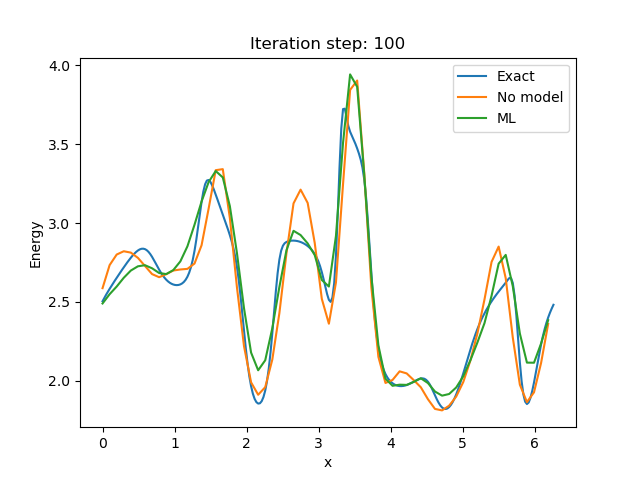 Iteration step: 100
Exact
No model
ML
Energy
4.0
3.5
3.0
2.5
2.0
0 1 2 3 4 5 6
x